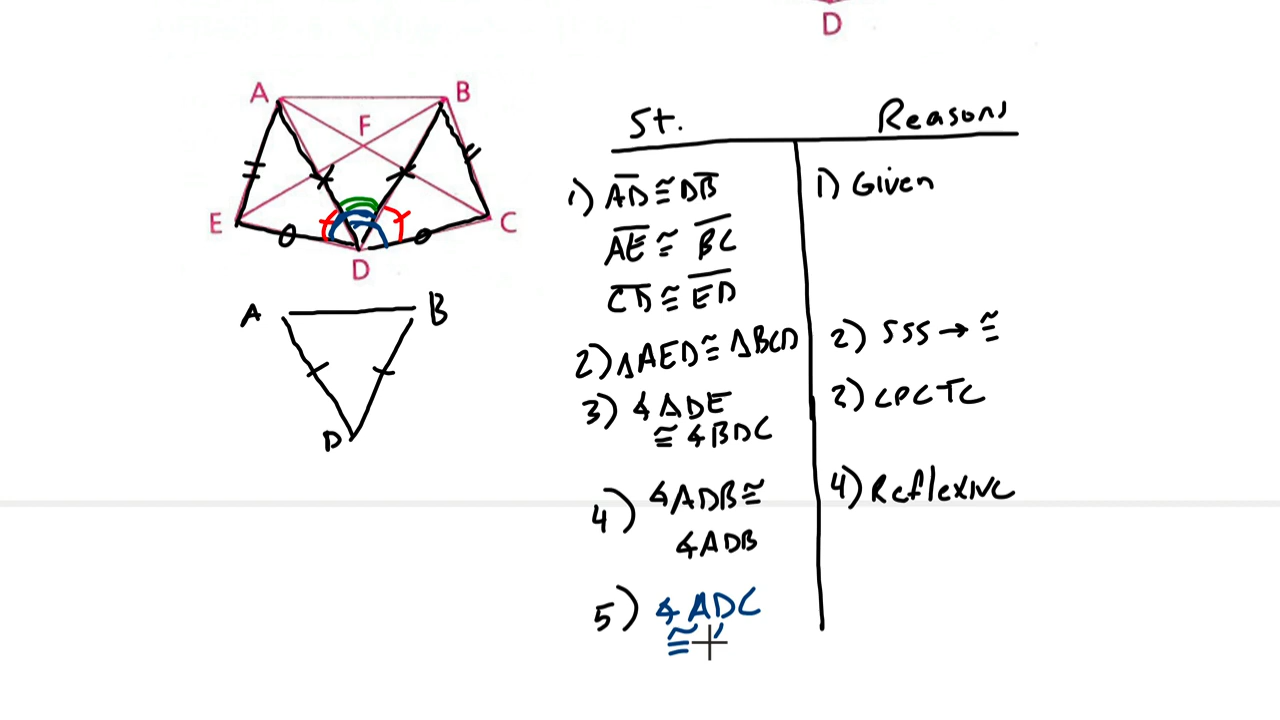 D
A B
F
E C
D
A B
D
St. Reasons
1) AD ≅ DB 1) Given
AE ≅ BC
CD ≅ ED
2) △AED ≅ △BCD 2) SSS → ≅
3) ∡ADE 2) CPCTC
≅ ∡BDC
4) ∡ADB ≅ 4) Reflexive
∡ADB
5) ∡ADC
≅